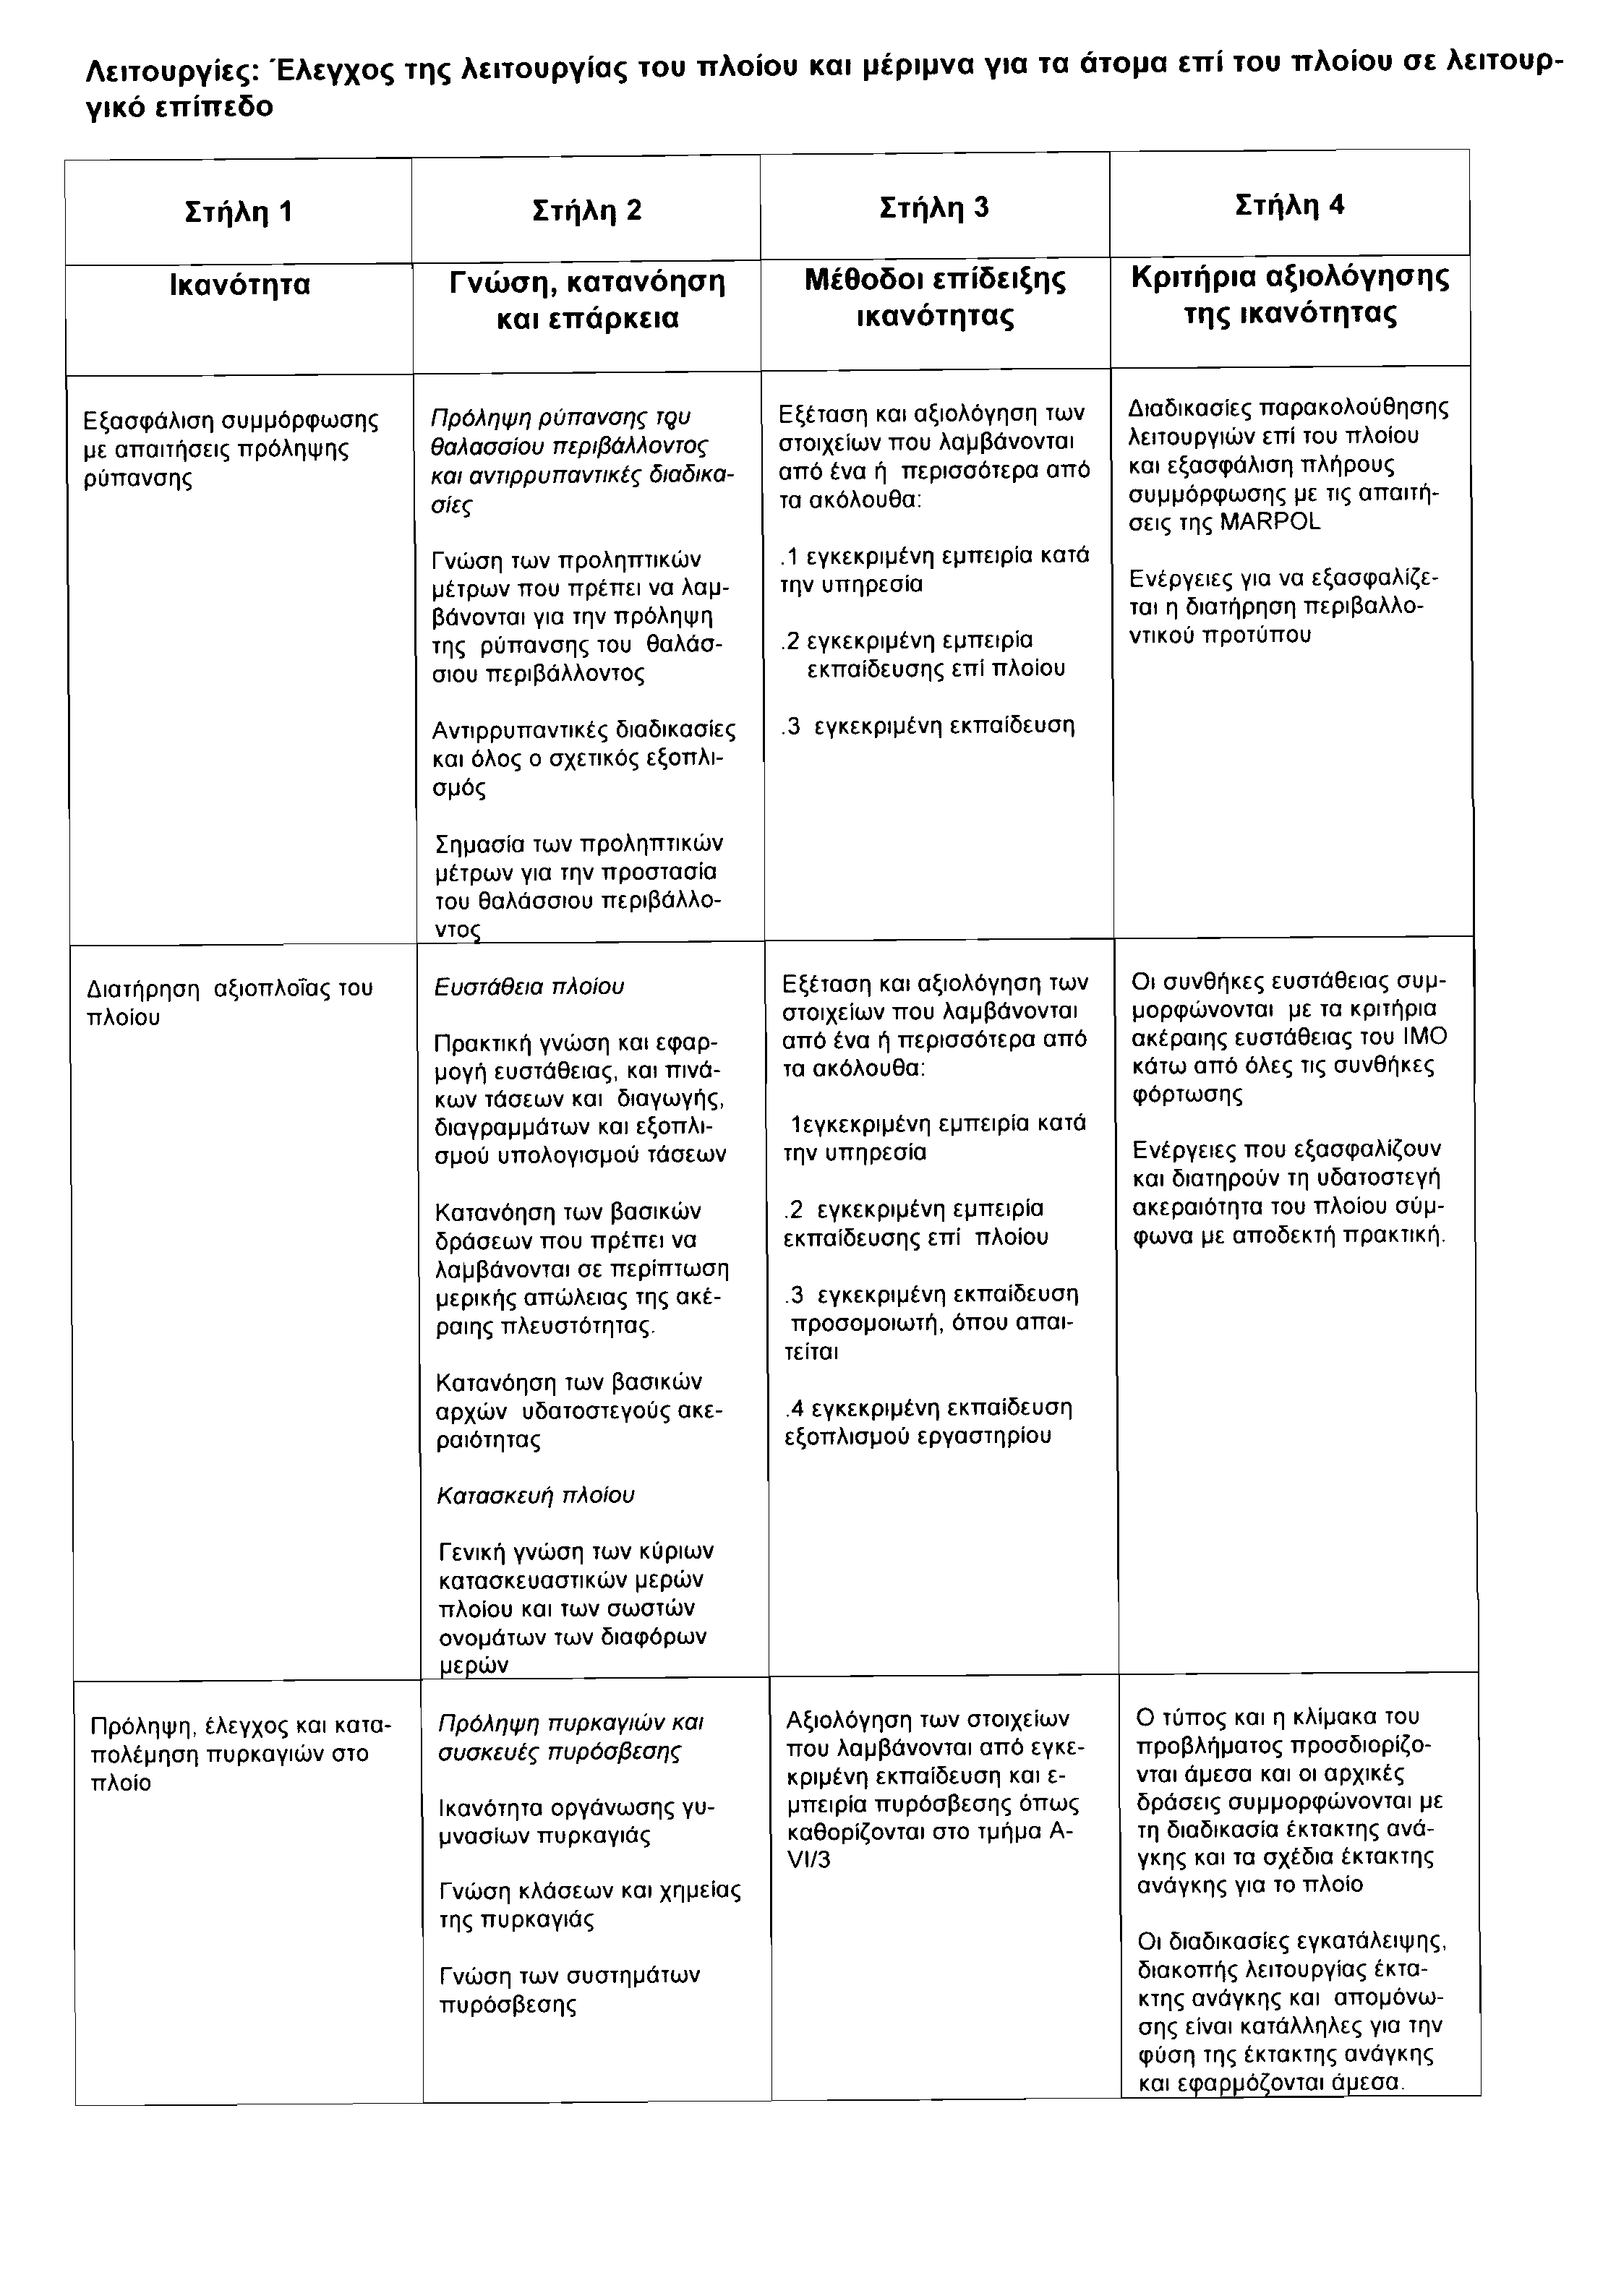 Λειτουργίες: Έλεγχος της λειτουργίας του πλοίου και μέριμνα για τα άτομα επί του πλοίου σε λειτουρ-
γικό επίπεδο
Στήλη 1
Στήλη 2
Στήλη 3
Στήλη 4
Ικανότητα
Γνώση, κατανόηση
και επάρκεια
Μέθοδοι επίδειξης
ικανότητας
Κριτήρια αξιολόγησης
της ικανότητας
Εξασφάλιση συμμόρφωσης
με απαιτήσεις πρόληψης
ρύπανσης
Πρόληψη ρύπανσης του
θαλασσίου περιβάλλοντος
και αντιρρυπαντικές διαδικα-
σίες
Γνώση των προληπτικών
μέτρων που πρέπει να λαμ-
βάνονται για την πρόληψη
της ρύπανσης του θαλάσ-
σιου περιβάλλοντος
Αντιρρυπαντικές διαδικασίες
και όλος ο σχετικός εξοπλι-
σμός
Σημασία των προληπτικών
μέτρων για την προστασία
του θαλάσσιου περιβάλλο-
ντος
Εξέταση και αξιολόγηση των
στοιχείων που λαμβάνονται
από ένα ή περισσότερα από
τα ακόλουθα:
.1 εγκεκριμένη εμπειρία κατά
την υπηρεσία
.2 εγκεκριμένη εμπειρία
εκπαίδευσης επί πλοίου
.3 εγκεκριμένη εκπαίδευση
Διαδικασίες παρακολούθησης
λειτουργιών επί του πλοίου
και εξασφάλιση πλήρους
συμμόρφωσης με τις απαιτή-
σεις της MARPOL
Ενέργειες για να εξασφαλίζε-
ται η διατήρηση περιβαλλο-
ντικού προτύπου
Διατήρηση αξιοπλοΐας του
πλοίου
Ευστάθεια πλοίου
Πρακτική γνώση και εφαρ-
μογή ευστάθειας, και πινά-
κων τάσεων και διαγωγής,
διαγραμμάτων και εξοπλι-
σμού υπολογισμού τάσεων
Κατανόηση των βασικών
δράσεων που πρέπει να
λαμβάνονται σε περίπτωση
μερικής απώλειας της ακέ-
ραιης πλευστότητας.
Κατανόηση των βασικών
αρχών υδατοστεγούς ακε-
ραιότητας
Κατασκευή πλοίου
Γενική γνώση των κύριων
κατασκευαστικών μερών
πλοίου και των σωστών
ονομάτων των διαφόρων
μερών
Εξέταση και αξιολόγηση των
στοιχείων που λαμβάνονται
από ένα ή περισσότερα από
τα ακόλουθα:
1εγκεκριμένη εμπειρία κατά
την υπηρεσία
.2 εγκεκριμένη εμπειρία
εκπαίδευσης επί πλοίου
.3 εγκεκριμένη εκπαίδευση
προσομοιωτή, όπου απαι-
τείται
.4 εγκεκριμένη εκπαίδευση
εξοπλισμού εργαστηρίου
Οι συνθήκες ευστάθειας συμ-
μορφώνονται με τα κριτήρια
ακέραιης ευστάθειας του ΙΜΟ
κάτω από όλες τις συνθήκες
φόρτωσης
Ενέργειες που εξασφαλίζουν
και διατηρούν τη υδατοστεγή
ακεραιότητα του πλοίου σύμ-
φωνα με αποδεκτή πρακτική.
Πρόληψη, έλεγχος και κατα-
πολέμηση πυρκαγιών στο
πλοίο
Πρόληψη πυρκαγιών και
συσκευές πυρόσβεσης
Ικανότητα οργάνωσης γυ-
μνασίων πυρκαγιάς
Γνώση κλάσεων και χημείας
της πυρκαγιάς
Γνώση των συστημάτων
πυρόσβεσης
Αξιολόγηση των στοιχείων
που λαμβάνονται από εγκε-
κριμένη εκπαίδευση και ε-
μπειρία πυρόσβεσης όπως
καθορίζονται στο τμήμα Α-
VI/3
Ο τύπος και η κλίμακα του
προβλήματος προσδιορίζο-
νται άμεσα και οι αρχικές
δράσεις συμμορφώνονται με
τη διαδικασία έκτακτης ανά-
γκης και τα σχέδια έκτακτης
ανάγκης για το πλοίο
Οι διαδικασίες εγκατάλειψης,
διακοπής λειτουργίας έκτα-
κτης ανάγκης και απομόνω-
σης είναι κατάλληλες για την
φύση της έκτακτης ανάγκης
και εφαρμόζονται άμεσα.